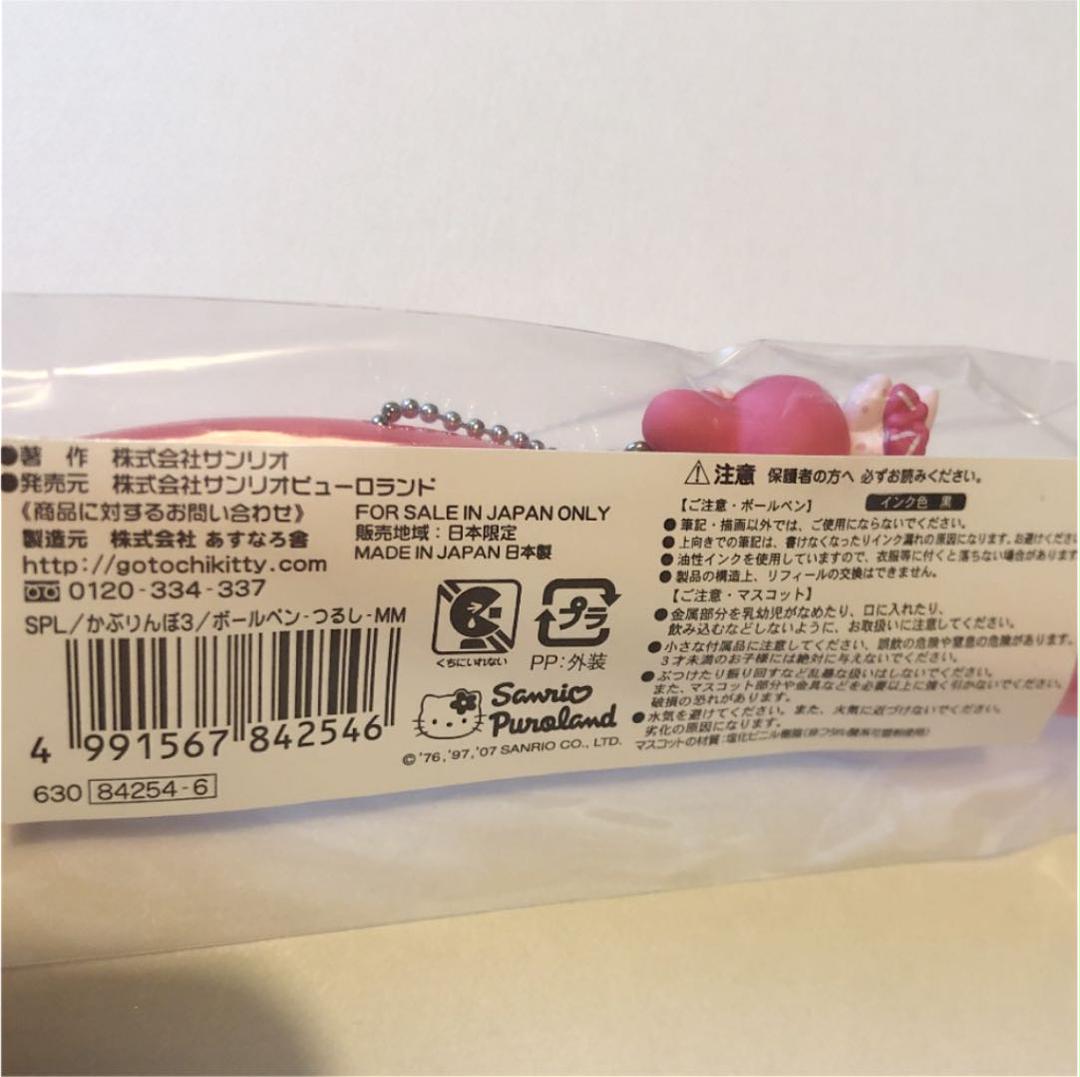 ●著 作 株式会社サンリオ
●発売元 株式会社サンリオピューロランド
《商品に対するお問い合わせ》
製造元 株式会社 あすなろ舎
http://gotochikitty.com
0120-334-337
SPL/かぶりんぼ3/ボールペン-つるし-MM
4 991567 842546
630 84254-6
FOR SALE IN JAPAN ONLY
販売地域:日本限定
MADE IN JAPAN 日本製
くちにいれない
プラ
PP:外装
Sanrio
Puroland
©'76,'97,'07 SANRIO CO., LTD.
⚠注意 保護者の方へ 必ずお読みください。
【ご注意・ボールペン】 インク色 黒
●筆記・描画以外では、ご使用にならないでください。
●上向きでの筆記は、書けなくなったりインク漏れの原因になります。お避けくださ
●油性インクを使用していますので、衣服等に付くと落ちない場合があります
●製品の構造上、リフィールの交換はできません。
【ご注意・マスコット】
●金属部分を乳幼児がなめたり、口に入れたり、
飲み込むなどしないように、お取扱いに注意してください。
●小さな付属品に注意してください。誤飲の危険や窒息の危険があります。
3才未満のお子様には絶対に与えないでください。
●ぶつけたり振り回すなど乱暴な扱いはしないでください。
また、マスコット部分や金具などを必要以上に強く引かないでください。
破損の恐れがあります。
●水気を避けてください。また、火気に近づけないでください。
劣化の原因になります。
マスコットの材質:塩化ビニル樹脂(非フタル酸系可塑剤使用)